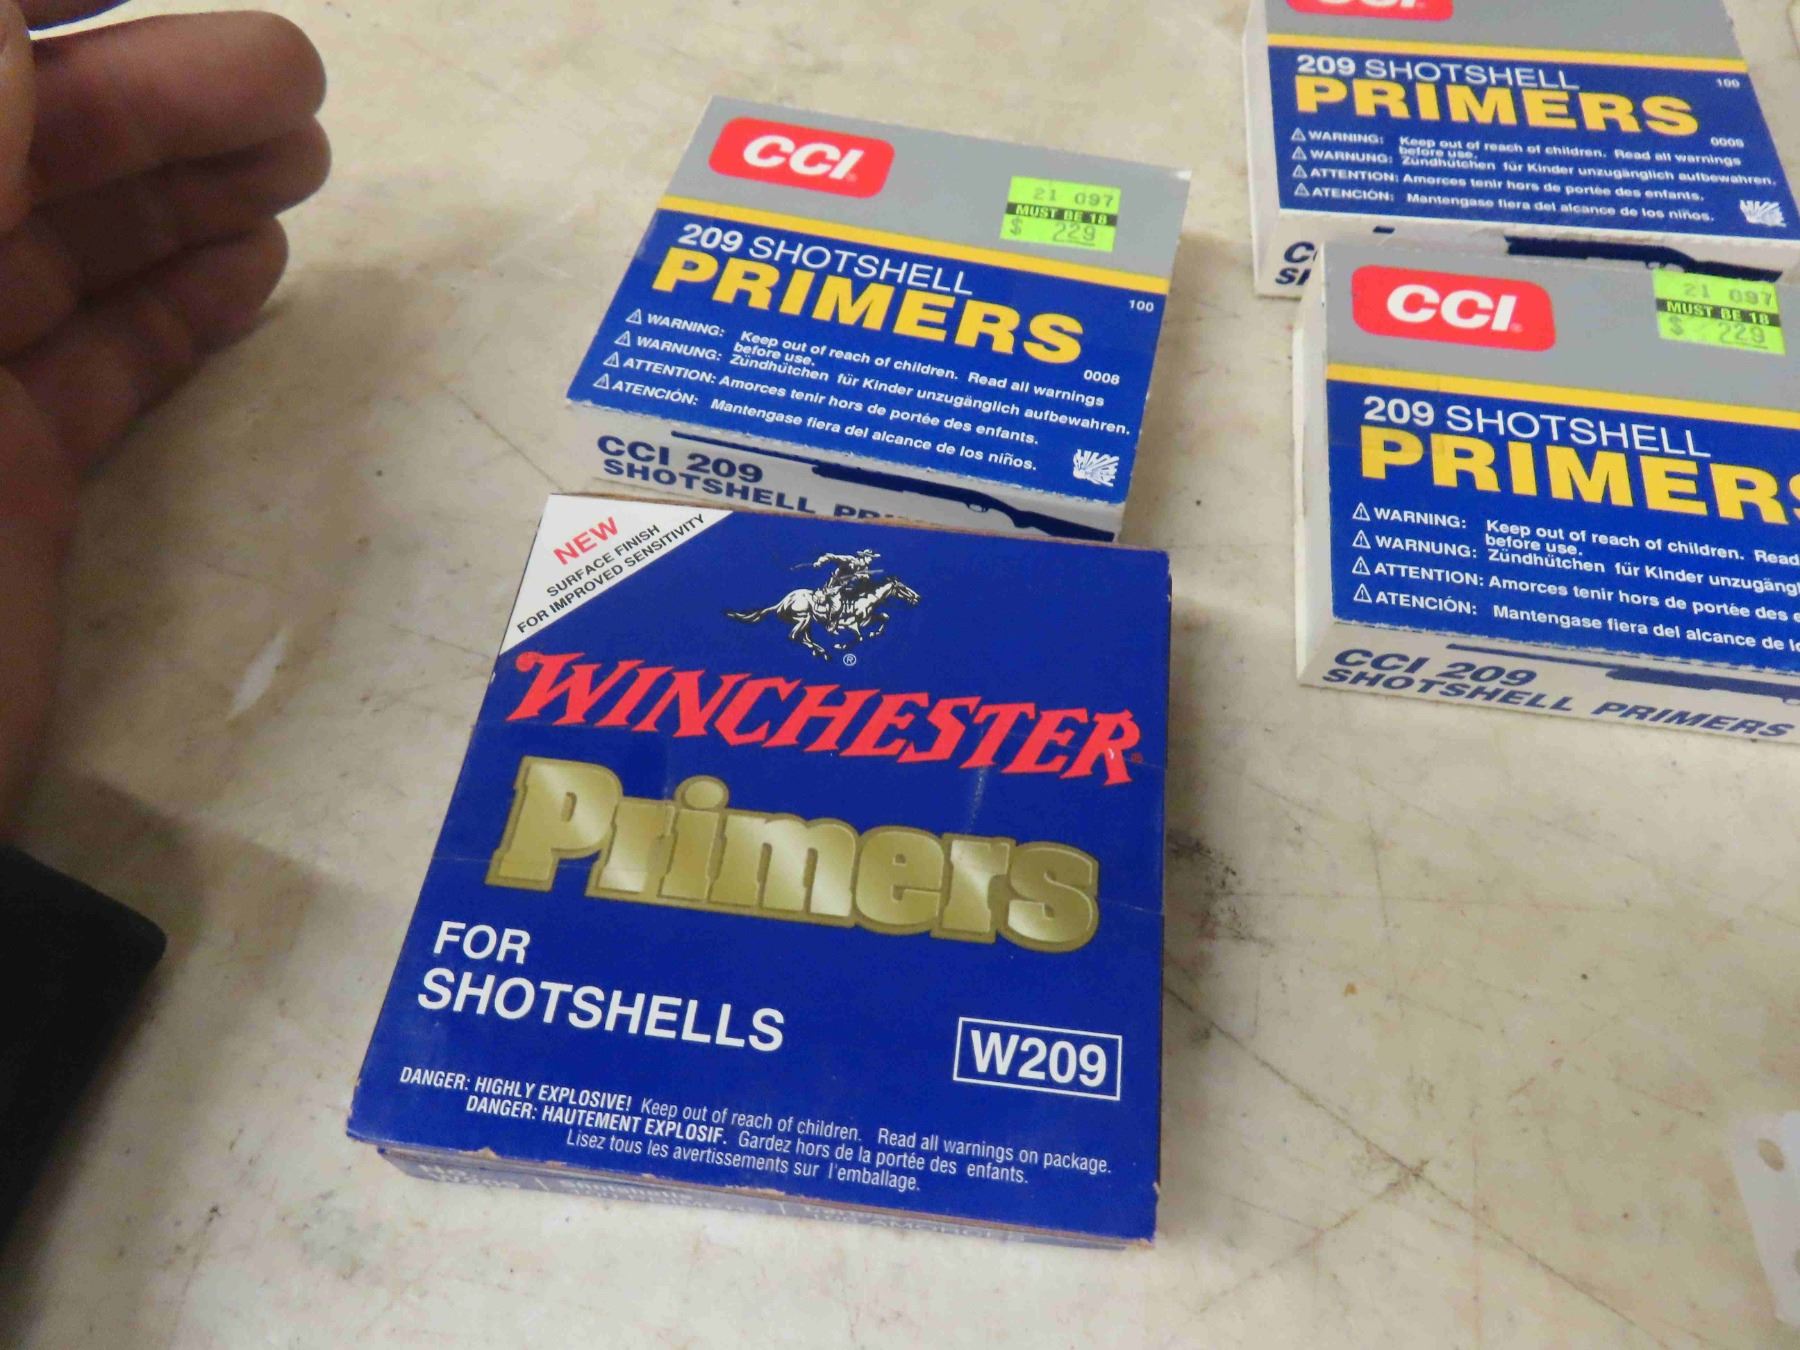 CCI
21 097
MUST BE 18
$ 229
209 SHOTSHELL
PRIMERS
100
0008
WARNING: Keep out of reach of children. Read all warnings
before use.
WARNUNG: Zündhütchen für Kinder unzugänglich aufbewahren.
ATTENTION: Amorces tenir hors de portée des enfants.
ATENCIÓN: Mantengase fiera del alcance de los niños.
CCI 209
SHOTSHELL
NEW
SURFACE FINISH
FOR IMPROVED SENSITIVITY
®
WINCHESTER
Primers
FOR
SHOTSHELLS
W209
DANGER: HIGHLY EXPLOSIVE! Keep out of reach of children. Read all warnings on package.
DANGER: HAUTEMENT EXPLOSIF. Gardez hors de la portée des enfants.
Lisez tous les avertissements sur l'emballage.
CCI
209 SHOTSHELL
PRIMERS
100
0008
WARNING: Keep out of reach of children. Read all warnings
before use.
WARNUNG: Zündhütchen für Kinder unzugänglich aufbewahren.
ATTENTION: Amorces tenir hors de portée des enfants.
ATENCIÓN: Mantengase fiera del alcance de los niños.
CCI
21 097
MUST BE 18
$ 229
209 SHOTSHELL
PRIMERS
WARNING: Keep out of reach of children. Read
before use.
WARNUNG: Zündhütchen für Kinder
ATTENTION: Amorces tenir hors de portée des
ATENCIÓN: Mantengase fiera del alcance de
CCI 209
SHOTSHELL PRIMERS